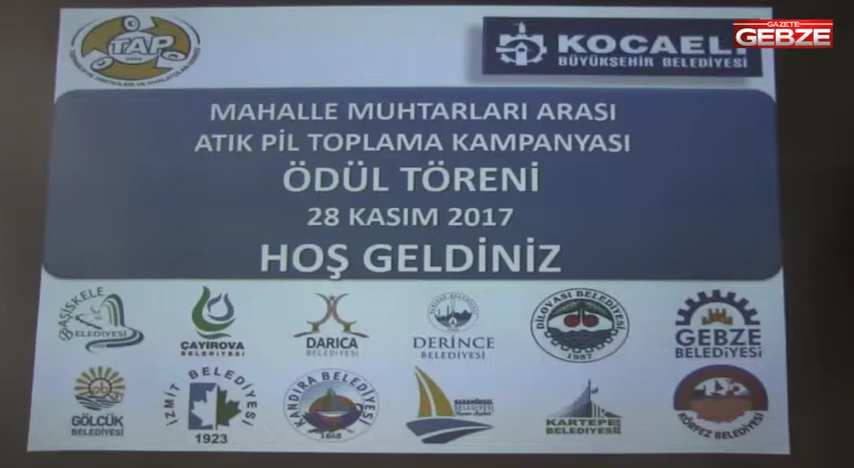 GAZETE
GEBZE
TAP
KOCAELİ
BÜYÜKŞEHİR BELEDİYESİ
MAHALLE MUHTARLARI ARASI
ATIK PİL TOPLAMA KAMPANYASI
ÖDÜL TÖRENİ
28 KASIM 2017
HOŞ GELDİNİZ
BAŞİSKELE
BELEDİYESİ
ÇAYIROVA
BELEDİYESİ
DARICA
BELEDİYESİ
DERİNCE
BELEDİYESİ
DİLOVASI BELEDİYESİ
1987
GEBZE
BELEDİYESİ
GÖLCÜK
BELEDİYESİ
İZMİT BELEDİYESİ
1923
KANDIRA BELEDİYESİ
KARAMÜRSEL
BELEDİYESİ
KARTEPE
BELEDİYESİ
KÖRFEZ BELEDİYESİ